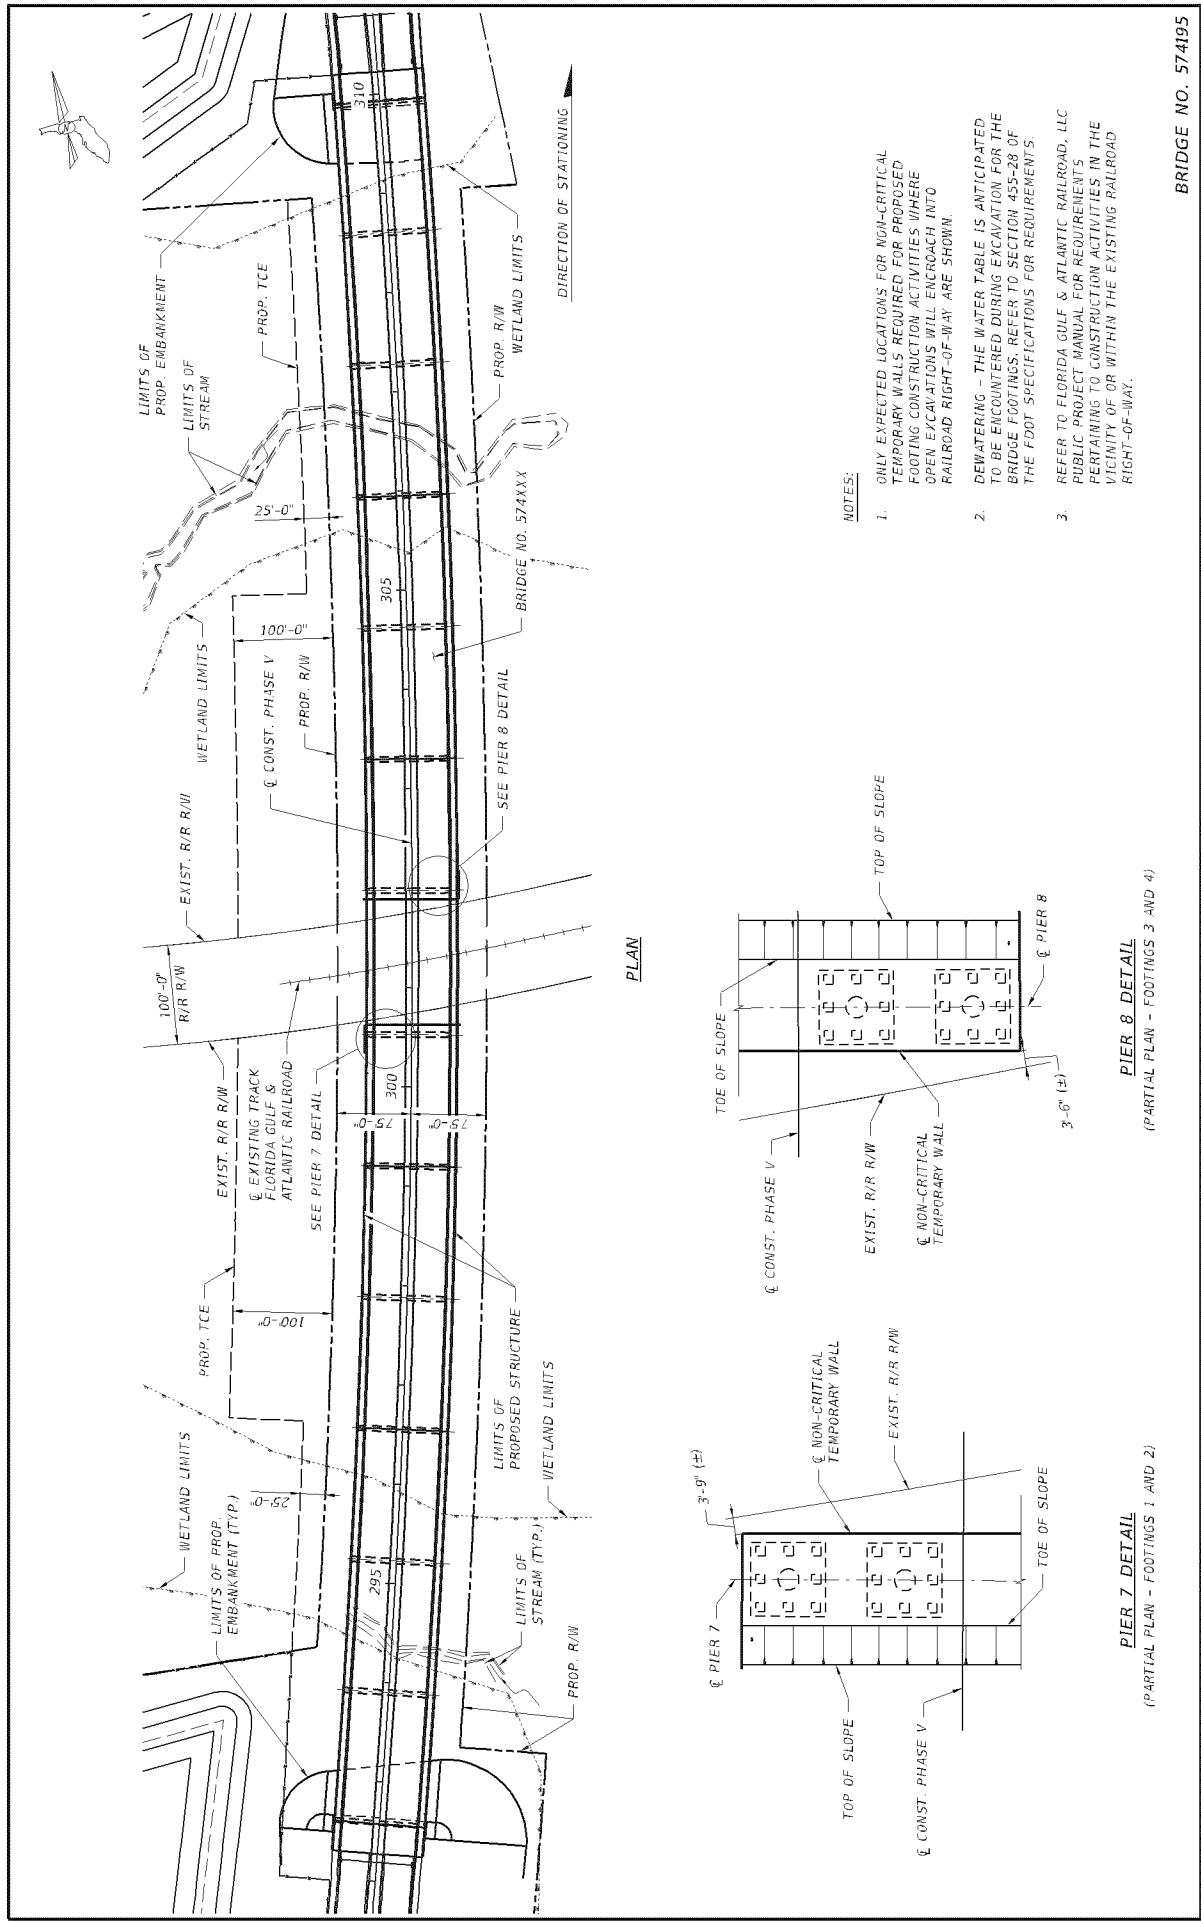 LIMITS OF
PROP. EMBANKMENT
LIMITS OF
STREAM
PROP. TCE
25'-0"
WETLAND LIMITS
100'-0"
EXIST. R/R R/W
℄ CONST. PHASE V
PROP. R/W
100'-0"
R/R R/W
EXIST. R/R R/W
℄ EXISTING TRACK
FLORIDA GULF &
ATLANTIC RAILROAD
SEE PIER 7 DETAIL
PROP. TCE
100'-0"
WETLAND LIMITS
LIMITS OF PROP.
EMBANKMENT (TYP.)
25'-0"
295
300
305
310
75'-0"
75'-0"
LIMITS OF
STREAM (TYP.)
PROP. R/W
LIMITS OF
PROPOSED STRUCTURE
WETLAND LIMITS
SEE PIER 8 DETAIL
BRIDGE NO. 574XXX
PROP. R/W
WETLAND LIMITS
DIRECTION OF STATIONING
PLAN
℄ PIER 7
3'-9" (±)
℄ NON-CRITICAL
TEMPORARY WALL
EXIST. R/R R/W
TOP OF SLOPE
℄ CONST. PHASE V
TOE OF SLOPE
PIER 7 DETAIL
(PARTIAL PLAN - FOOTINGS 1 AND 2)
TOE OF SLOPE
℄ CONST. PHASE V
TOP OF SLOPE
EXIST. R/R R/W
℄ NON-CRITICAL
TEMPORARY WALL
3'-6" (±)
℄ PIER 8
PIER 8 DETAIL
(PARTIAL PLAN - FOOTINGS 3 AND 4)
NOTES:
1. ONLY EXPECTED LOCATIONS FOR NON-CRITICAL
TEMPORARY WALLS REQUIRED FOR PROPOSED
FOOTING CONSTRUCTION ACTIVITIES WHERE
OPEN EXCAVATIONS WILL ENCROACH INTO
RAILROAD RIGHT-OF-WAY ARE SHOWN.
2. DEWATERING - THE WATER TABLE IS ANTICIPATED
TO BE ENCOUNTERED DURING EXCAVATION FOR THE
BRIDGE FOOTINGS. REFER TO SECTION 455-28 OF
THE FDOT SPECIFICATIONS FOR REQUIREMENTS.
3. REFER TO FLORIDA GULF & ATLANTIC RAILROAD, LLC
PUBLIC PROJECT MANUAL FOR REQUIREMENTS
PERTAINING TO CONSTRUCTION ACTIVITIES IN THE
VICINITY OF OR WITHIN THE EXISTING RAILROAD
RIGHT-OF-WAY.
BRIDGE NO. 574195